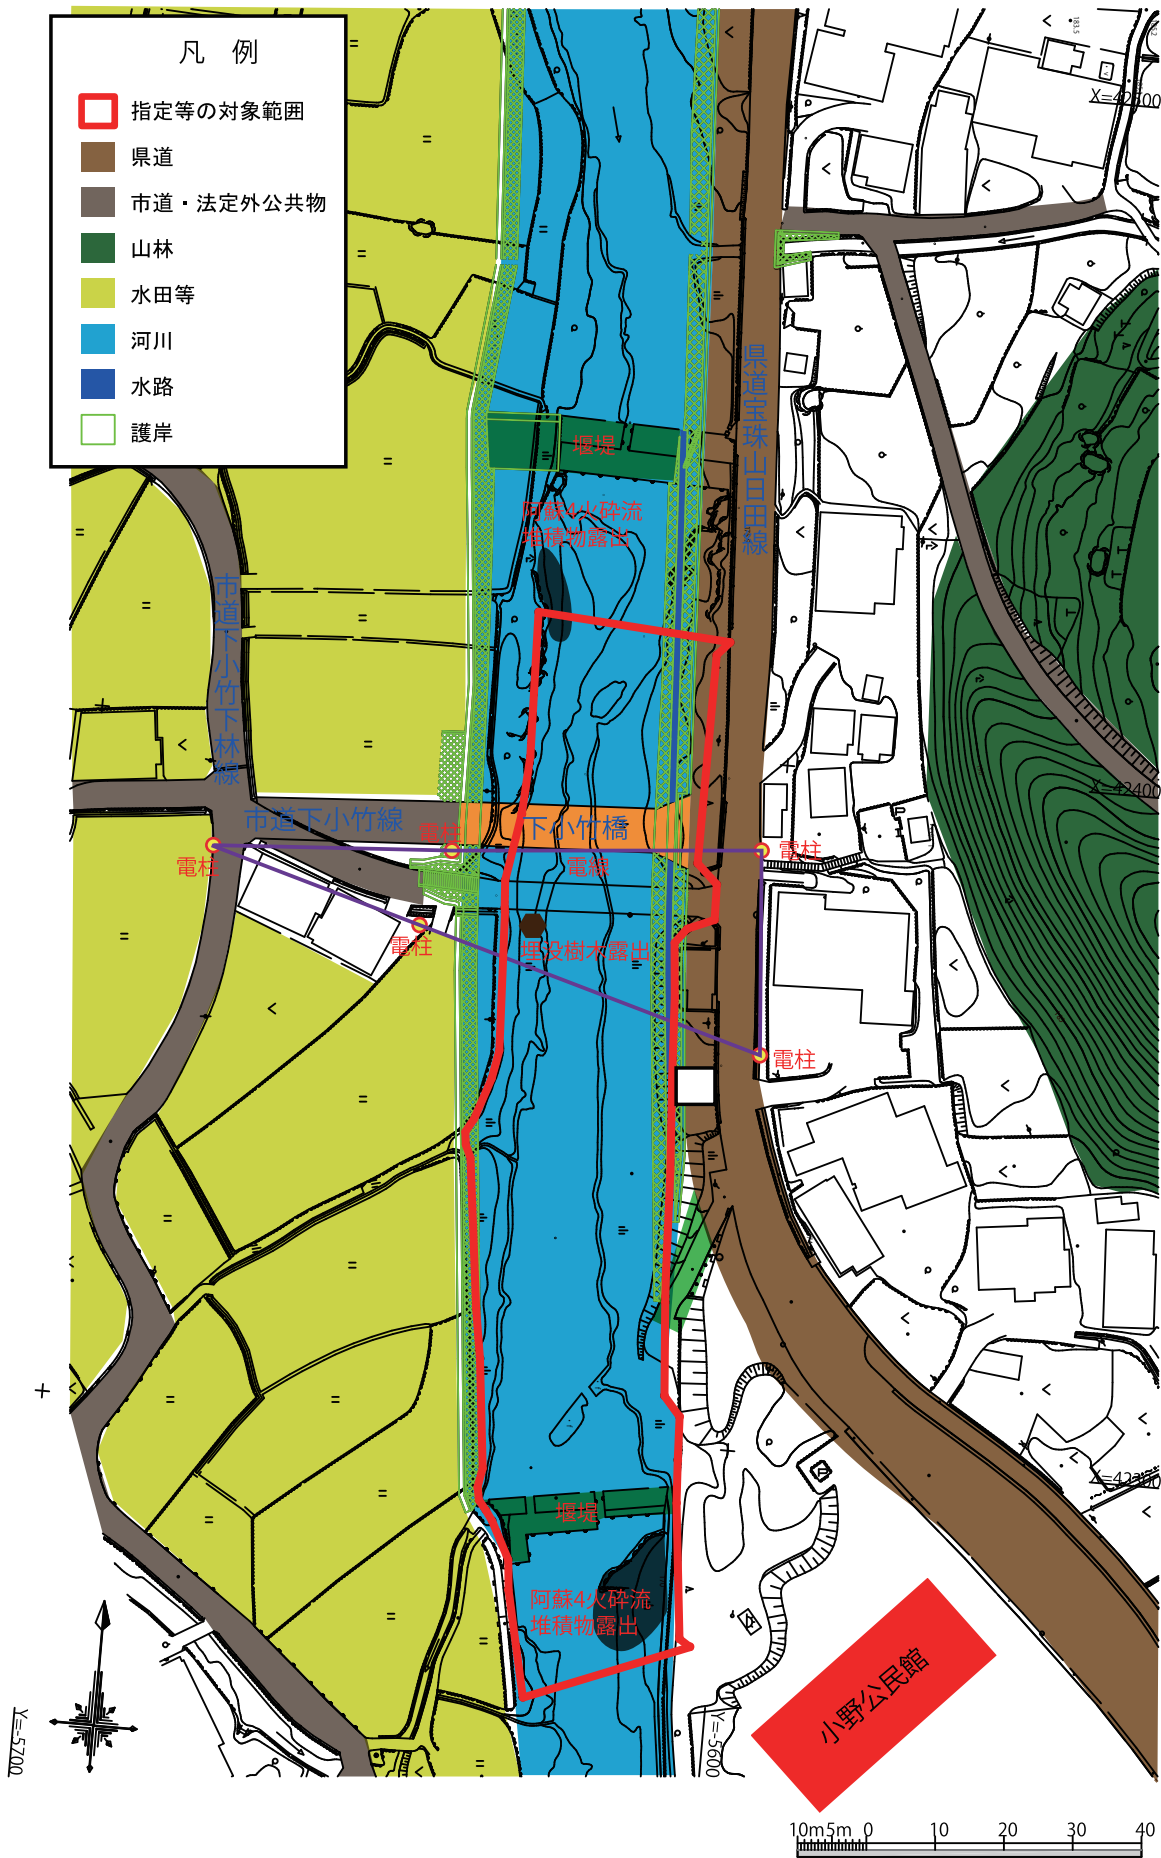 凡 例
指定等の対象範囲
県道
市道・法定外公共物
山林
水田等
河川
水路
護岸
183.5
X=42500
県道宝珠山日田線
堰堤
阿蘇4火砕流
堆積物露出
市道下小竹下林線
X=42400
市道下小竹線
下小竹橋
電柱
電柱
電線
電柱
電柱
埋没樹木露出
電柱
X=42300
堰堤
阿蘇4火砕流
堆積物露出
小野公民館
Y=-5700
Y=-5600
10m 5m 0 10 20 30 40